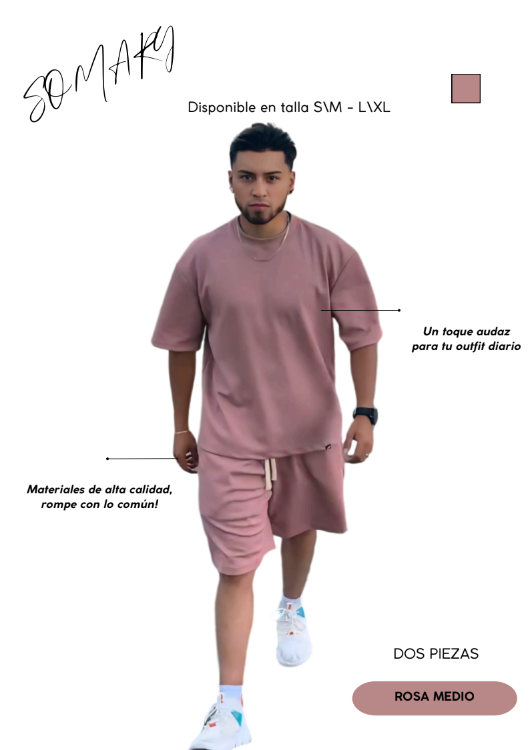 SOMAKY
Disponible en talla S\M - L\XL
Un toque audaz
para tu outfit diario
Materiales de alta calidad,
rompe con lo común!
DOS PIEZAS
ROSA MEDIO